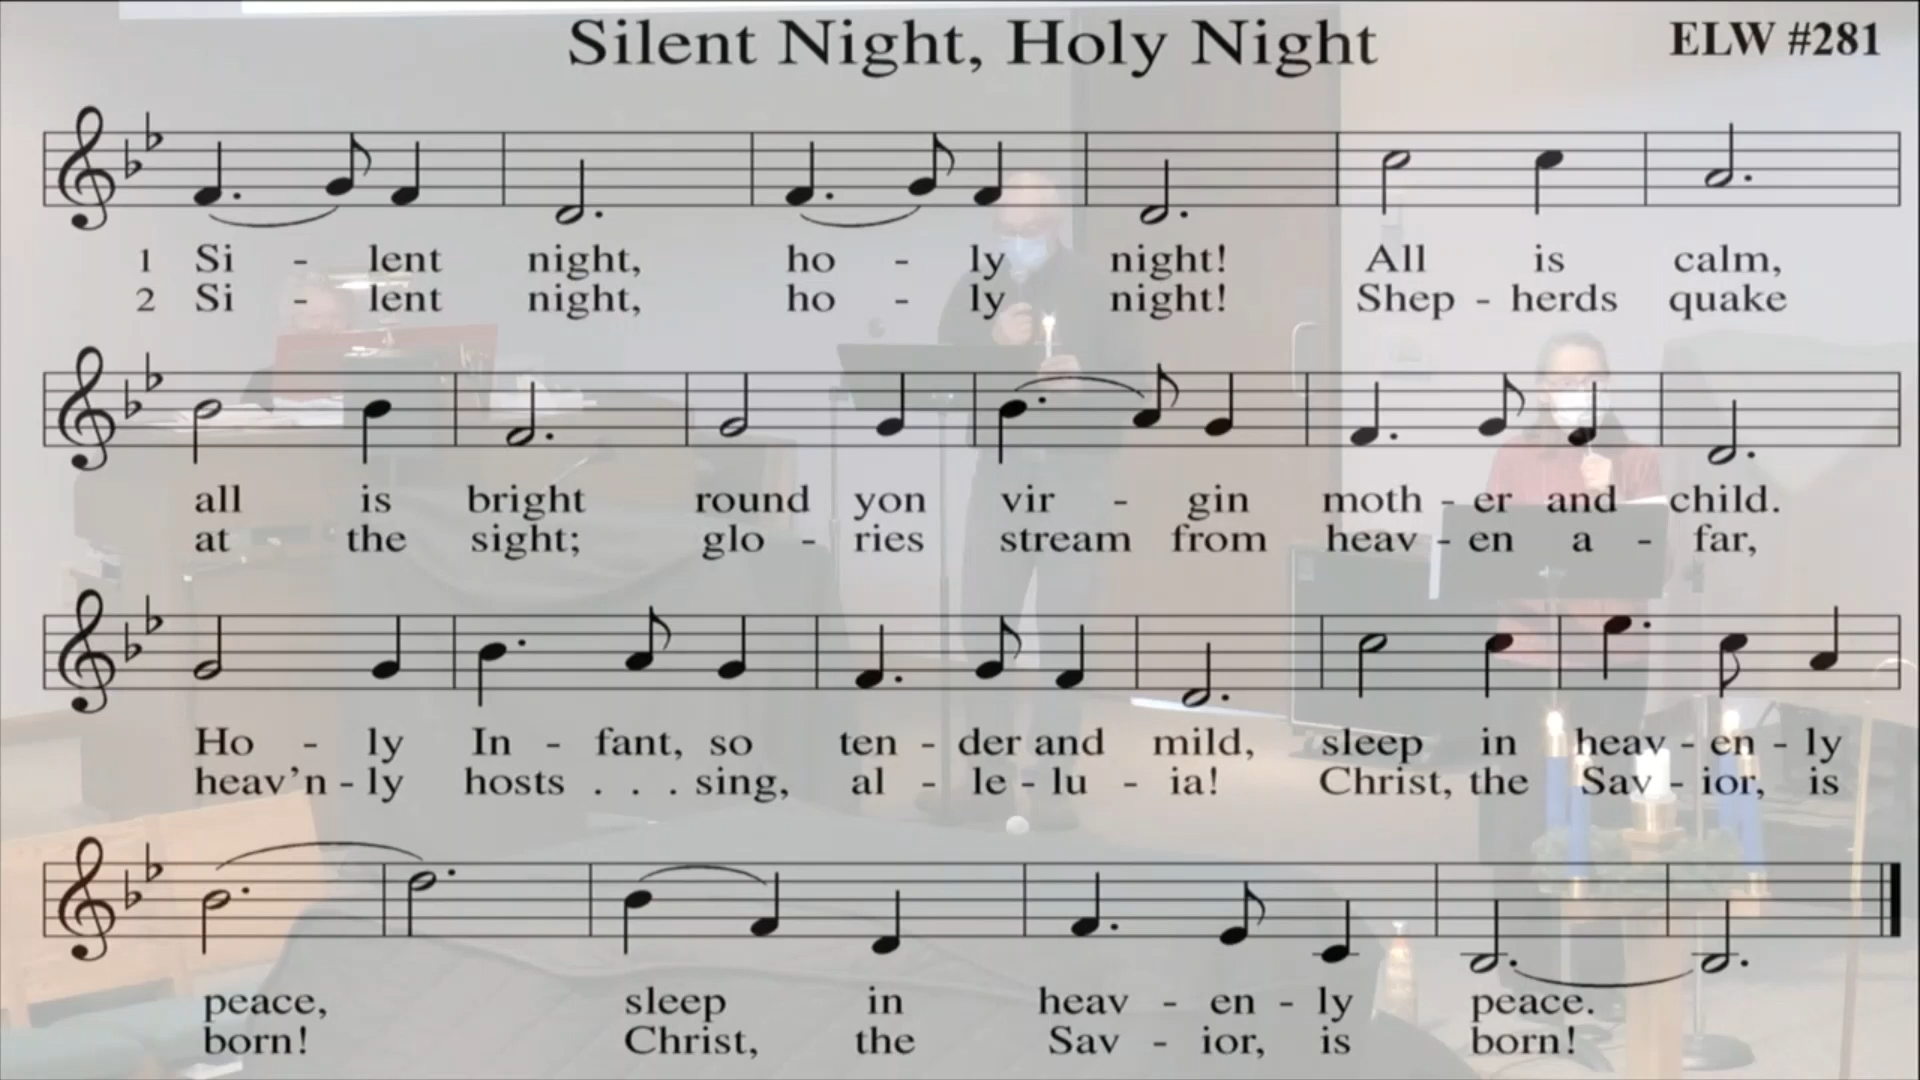 Silent Night, Holy Night
ELW #281
1 Si - lent night, ho - ly night! All is calm,
2 Si - lent night, ho - ly night! Shep - herds quake
all is bright round yon vir - gin moth - er and child.
at the sight; glo - ries stream from heav - en a - far,
Ho - ly In - fant, so ten - der and mild, sleep in heav - en - ly
heav’n - ly hosts . . . sing, al - le - lu - ia! Christ, the Sav - ior, is
peace, sleep in heav - en - ly peace.
born! Christ, the Sav - ior, is born!